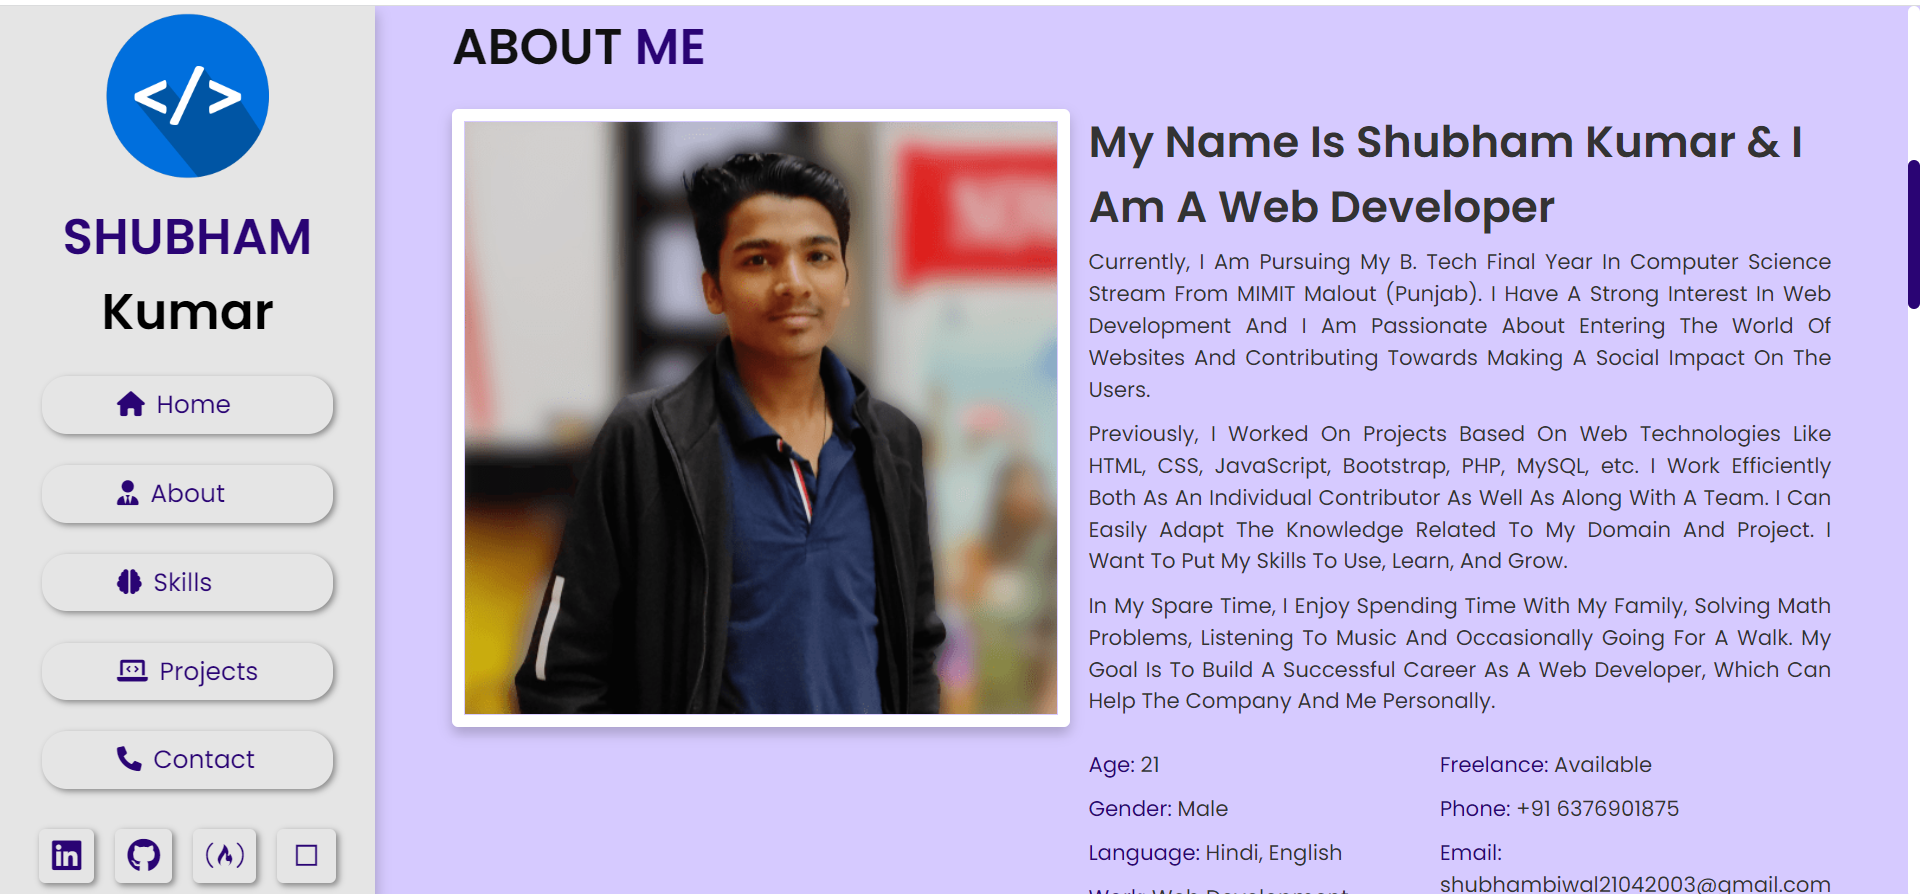 </>
SHUBHAM
Kumar
Home
About
Skills
Projects
Contact
ABOUT ME
My Name Is Shubham Kumar & I
Am A Web Developer
Currently, I Am Pursuing My B. Tech Final Year In Computer Science
Stream From MIMIT Malout (Punjab). I Have A Strong Interest In Web
Development And I Am Passionate About Entering The World Of
Websites And Contributing Towards Making A Social Impact On The
Users.
Previously, I Worked On Projects Based On Web Technologies Like
HTML, CSS, JavaScript, Bootstrap, PHP, MySQL, etc. I Work Efficiently
Both As An Individual Contributor As Well As Along With A Team. I Can
Easily Adapt The Knowledge Related To My Domain And Project. I
Want To Put My Skills To Use, Learn, And Grow.
In My Spare Time, I Enjoy Spending Time With My Family, Solving Math
Problems, Listening To Music And Occasionally Going For A Walk. My
Goal Is To Build A Successful Career As A Web Developer, Which Can
Help The Company And Me Personally.
Age: 21
Gender: Male
Language: Hindi, English
Work: Web Development
Freelance: Available
Phone: +91 6376901875
Email:
shubhambiwal21042003@gmail.com
in